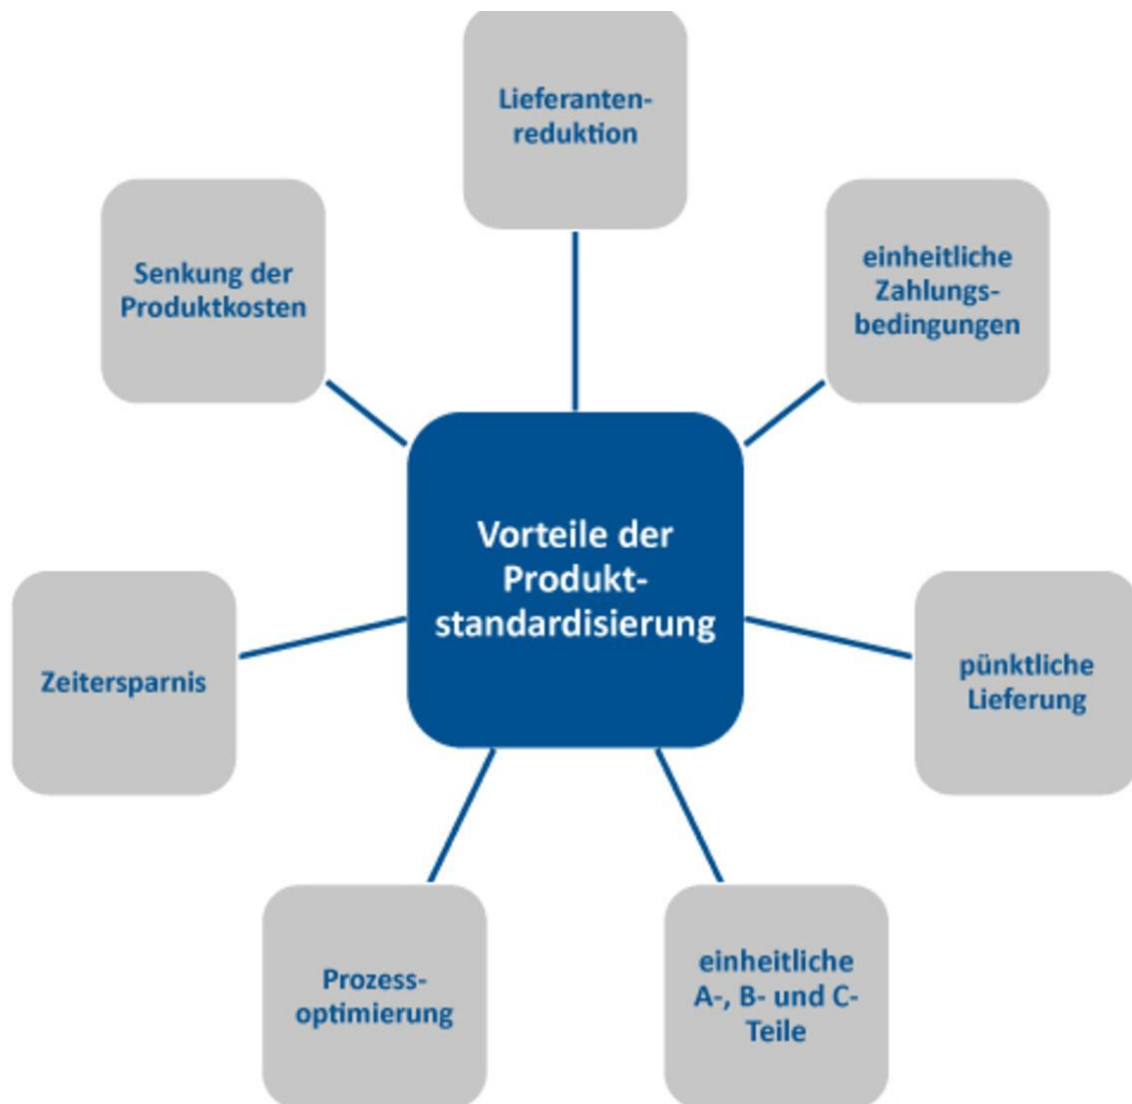 Lieferanten-
reduktion
Senkung der
Produktkosten
einheitliche
Zahlungs-
bedingungen
Vorteile der
Produkt-
standardisierung
Zeitersparnis
pünktliche
Lieferung
Prozess-
optimierung
einheitliche
A-, B- und C-
Teile